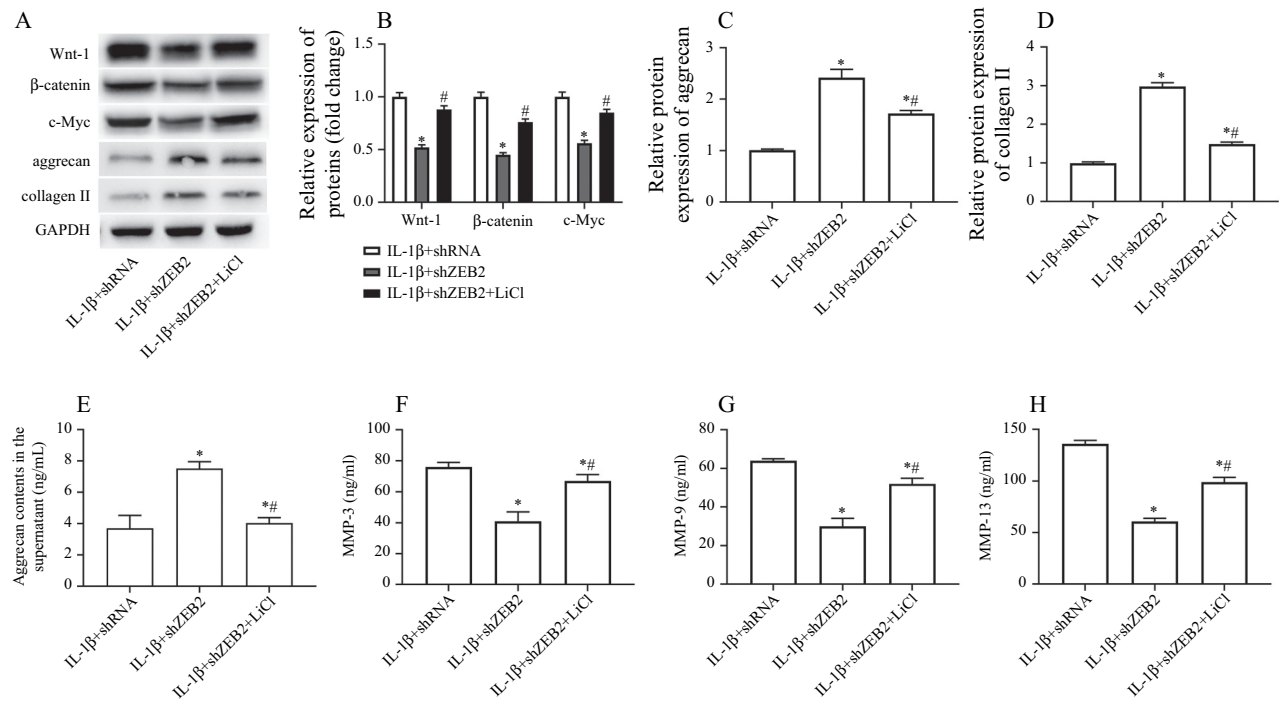 A
Wnt-1
β-catenin
c-Myc
aggrecan
collagen II
GAPDH
IL-1β+shRNA
IL-1β+shZEB2
IL-1β+shZEB2+LiCl
B
Relative expression of
proteins (fold change)
1.5
1.0
0.5
0.0
* # * # * #
Wnt-1 β-catenin c-Myc
IL-1β+shRNA
IL-1β+shZEB2
IL-1β+shZEB2+LiCl
C
Relative protein
expression of aggrecan
3
2
1
0
*
*#
IL-1β+shRNA
IL-1β+shZEB2
IL-1β+shZEB2+LiCl
D
Relative protein expression
of collagen II
4
3
2
1
0
*
*#
IL-1β+shRNA
IL-1β+shZEB2
IL-1β+shZEB2+LiCl
E
Aggrecan contents in the
supernatant (ng/mL)
10
8
6
4
2
0
*
*#
IL-1β+shRNA
IL-1β+shZEB2
IL-1β+shZEB2+LiCl
F
MMP-3 (ng/ml)
100
80
60
40
20
0
*
*#
IL-1β+shRNA
IL-1β+shZEB2
IL-1β+shZEB2+LiCl
G
MMP-9 (ng/ml)
80
60
40
20
0
*
*#
IL-1β+shRNA
IL-1β+shZEB2
IL-1β+shZEB2+LiCl
H
MMP-13 (ng/ml)
150
100
50
0
*
*#
IL-1β+shRNA
IL-1β+shZEB2
IL-1β+shZEB2+LiCl